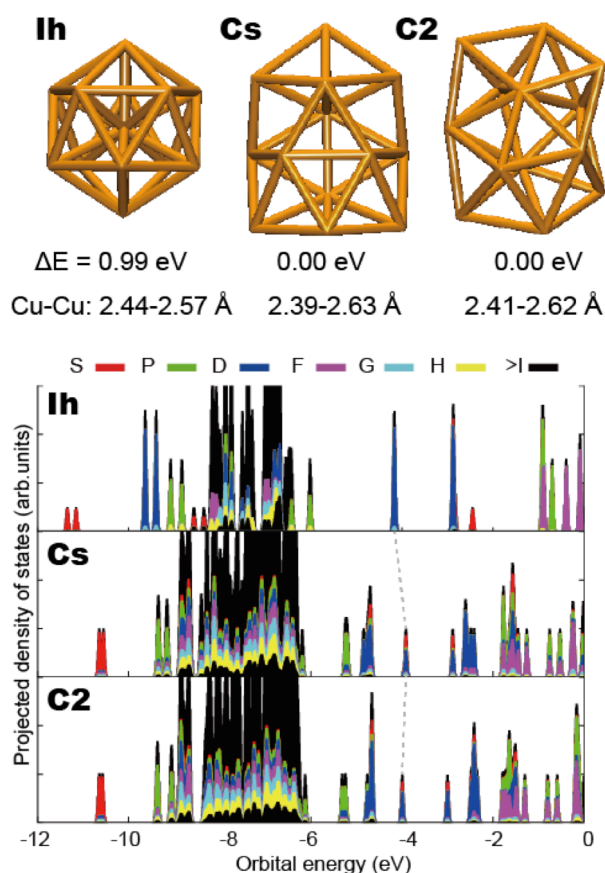 Ih Cs C2
ΔE = 0.99 eV 0.00 eV 0.00 eV
Cu-Cu: 2.44-2.57 Å 2.39-2.63 Å 2.41-2.62 Å
S P D F G H >I
Ih
Cs
C2
Projected density of states (arb.units)
-12 -10 -8 -6 -4 -2 0
Orbital energy (eV)